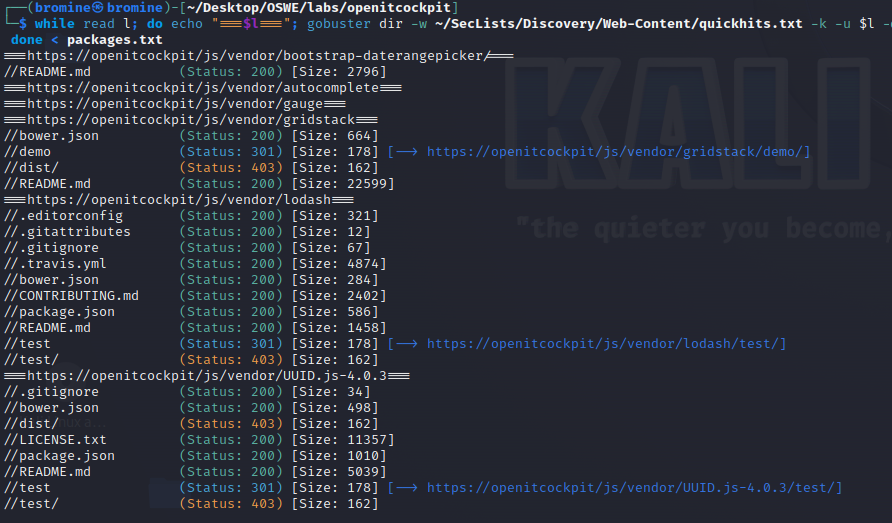 ┌──(bromine㉿bromine)-[~/Desktop/OSWE/labs/openitcockpit]
└─$ while read l; do echo "===$l==="; gobuster dir -w ~/SecLists/Discovery/Web-Content/quickhits.txt -k -u $l -
done < packages.txt
===https://openitcockpit/js/vendor/bootstrap-daterangepicker/===
//README.md (Status: 200) [Size: 2796]
===https://openitcockpit/js/vendor/autocomplete===
===https://openitcockpit/js/vendor/gauge===
===https://openitcockpit/js/vendor/gridstack===
//bower.json (Status: 200) [Size: 664]
//demo (Status: 301) [Size: 178] [--> https://openitcockpit/js/vendor/gridstack/demo/]
//dist/ (Status: 403) [Size: 162]
//README.md (Status: 200) [Size: 22599]
===https://openitcockpit/js/vendor/lodash===
//.editorconfig (Status: 200) [Size: 321]
//.gitattributes (Status: 200) [Size: 12]
//.gitignore (Status: 200) [Size: 67]
//.travis.yml (Status: 200) [Size: 4874]
//bower.json (Status: 200) [Size: 284]
//CONTRIBUTING.md (Status: 200) [Size: 2402]
//package.json (Status: 200) [Size: 586]
//README.md (Status: 200) [Size: 1458]
//test (Status: 301) [Size: 178] [--> https://openitcockpit/js/vendor/lodash/test/]
//test/ (Status: 403) [Size: 162]
===https://openitcockpit/js/vendor/UUID.js-4.0.3===
//.gitignore (Status: 200) [Size: 34]
//bower.json (Status: 200) [Size: 498]
//dist/ (Status: 403) [Size: 162]
//LICENSE.txt (Status: 200) [Size: 11357]
//package.json (Status: 200) [Size: 1010]
//README.md (Status: 200) [Size: 5039]
//test (Status: 301) [Size: 178] [--> https://openitcockpit/js/vendor/UUID.js-4.0.3/test/]
//test/ (Status: 403) [Size: 162]
KALI
"the quieter you become,